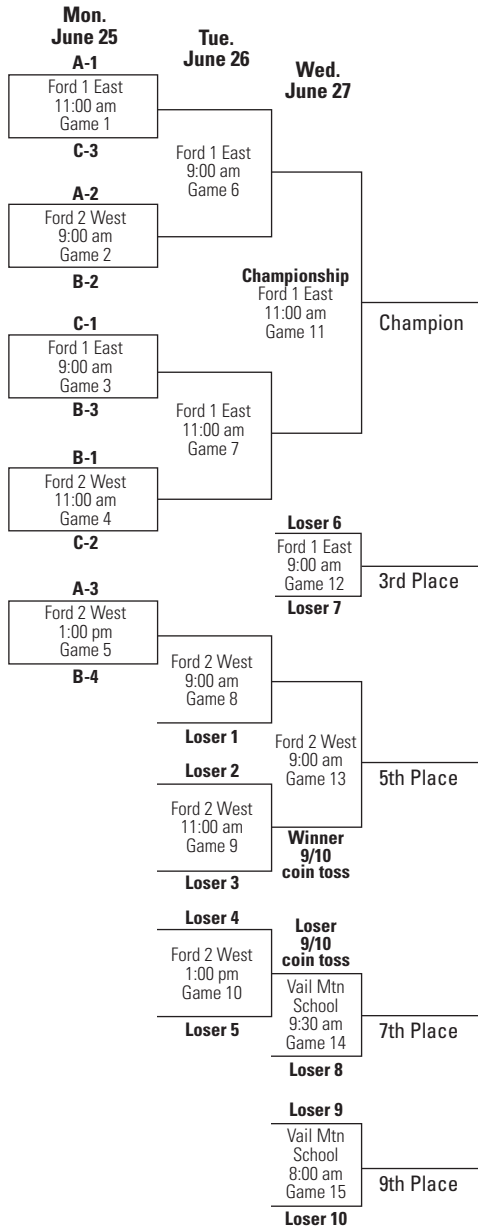 Mon.
June 25
Tue.
June 26
Wed.
June 27
A-1
Ford 1 East
11:00 am
Game 1
C-3
A-2
Ford 2 West
9:00 am
Game 2
B-2
C-1
Ford 1 East
9:00 am
Game 3
B-3
B-1
Ford 2 West
11:00 am
Game 4
C-2
A-3
Ford 2 West
1:00 pm
Game 5
B-4
Ford 1 East
9:00 am
Game 6
Ford 1 East
11:00 am
Game 7
Ford 2 West
9:00 am
Game 8
Loser 1
Loser 2
Ford 2 West
11:00 am
Game 9
Loser 3
Loser 4
Ford 2 West
1:00 pm
Game 10
Loser 5
Championship
Ford 1 East
11:00 am
Game 11
Champion
Loser 6
Ford 1 East
9:00 am
Game 12
Loser 7
3rd Place
Ford 2 West
9:00 am
Game 13
5th Place
Winner
9/10
coin toss
Loser
9/10
coin toss
Vail Mtn
School
9:30 am
Game 14
Loser 8
7th Place
Loser 9
Vail Mtn
School
8:00 am
Game 15
Loser 10
9th Place